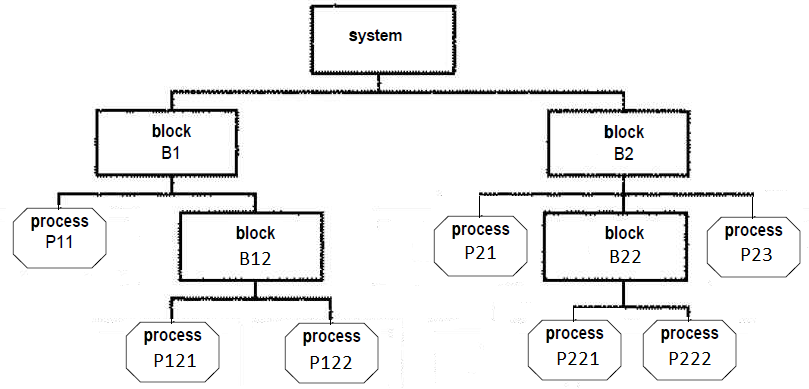 system
block
B1
block
B2
process
P11
block
B12
process
P21
block
B22
process
P23
process
P121
process
P122
process
P221
process
P222